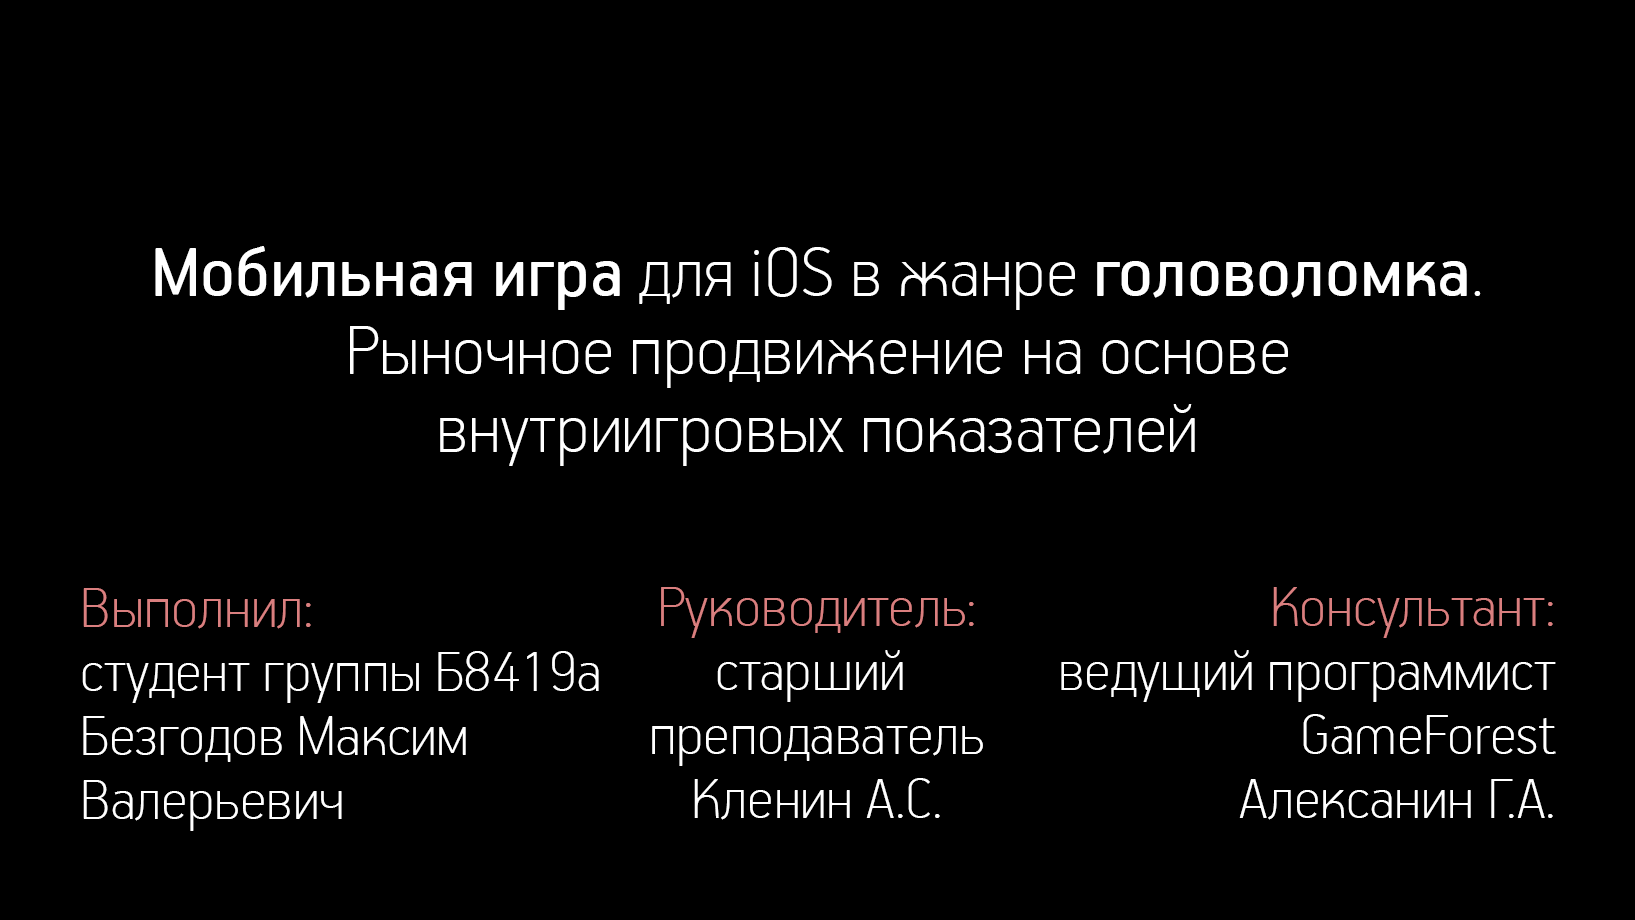 Мобильная игра для iOS в жанре головоломка.
Рыночное продвижение на основе
внутриигровых показателей
Выполнил:
студент группы Б8419а
Безгодов Максим
Валерьевич
Руководитель:
старший
преподаватель
Кленин А.С.
Консультант:
ведущий программист
GameForest
Алексанин Г.А.